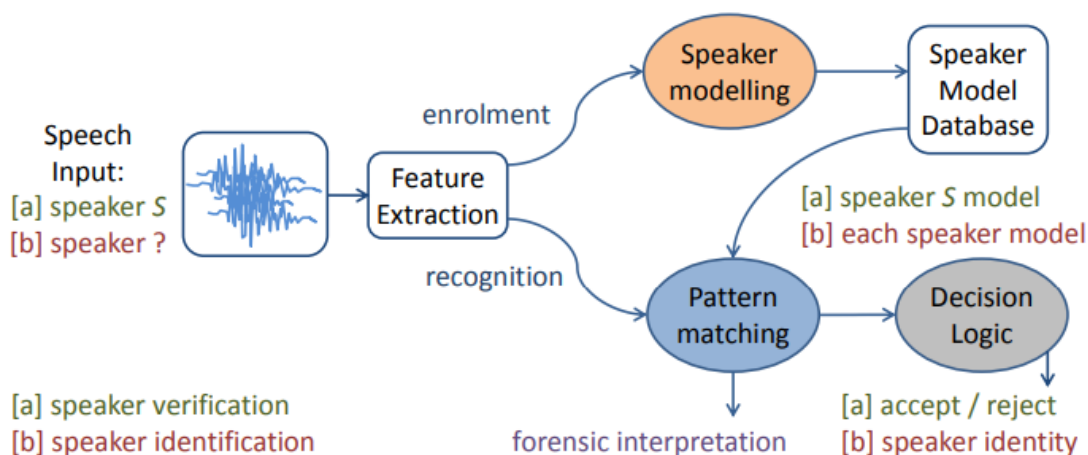 Speaker
modelling
Speaker
Model
Database
enrolment
Speech
Input:
[a] speaker S
[b] speaker ?
Feature
Extraction
[a] speaker S model
[b] each speaker model
recognition
Pattern
matching
Decision
Logic
[a] speaker verification
[b] speaker identification
forensic interpretation
[a] accept / reject
[b] speaker identity